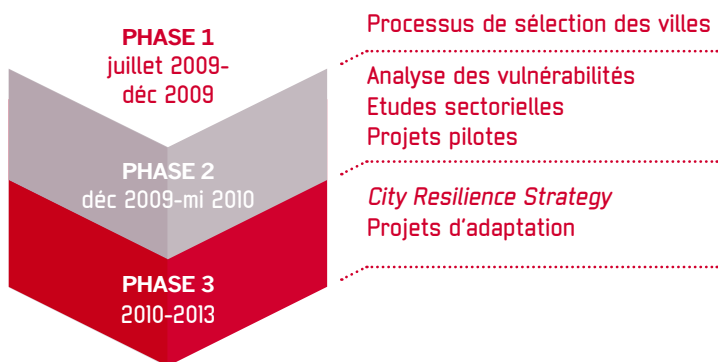 PHASE 1
juillet 2009-
déc 2009
Processus de sélection des villes
PHASE 2
déc 2009-mi 2010
Analyse des vulnérabilités
Etudes sectorielles
Projets pilotes
PHASE 3
2010-2013
City Resilience Strategy
Projets d'adaptation